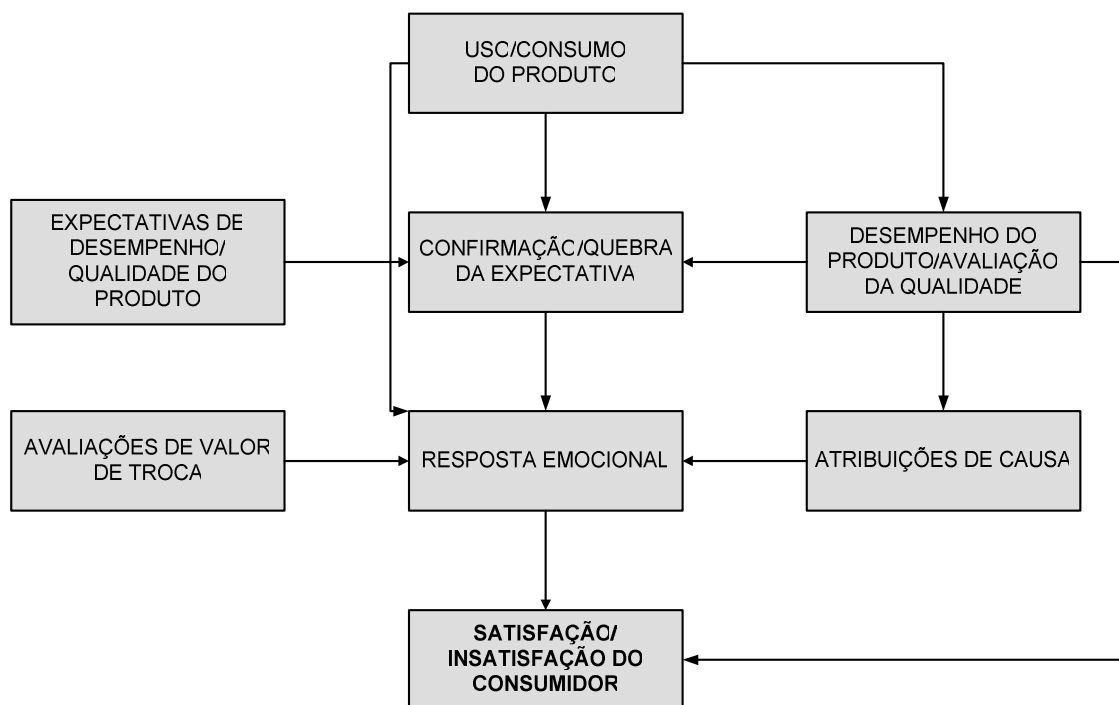 USO/CONSUMO
DO PRODUTO
EXPECTATIVAS DE
DESEMPENHO/
QUALIDADE DO
PRODUTO
CONFIRMAÇÃO/QUEBRA
DA EXPECTATIVA
DESEMPENHO DO
PRODUTO/AVALIAÇÃO
DA QUALIDADE
AVALIAÇÕES DE VALOR
DE TROCA
RESPOSTA EMOCIONAL
ATRIBUIÇÕES DE CAUSA
SATISFAÇÃO/
INSATISFAÇÃO DO
CONSUMIDOR